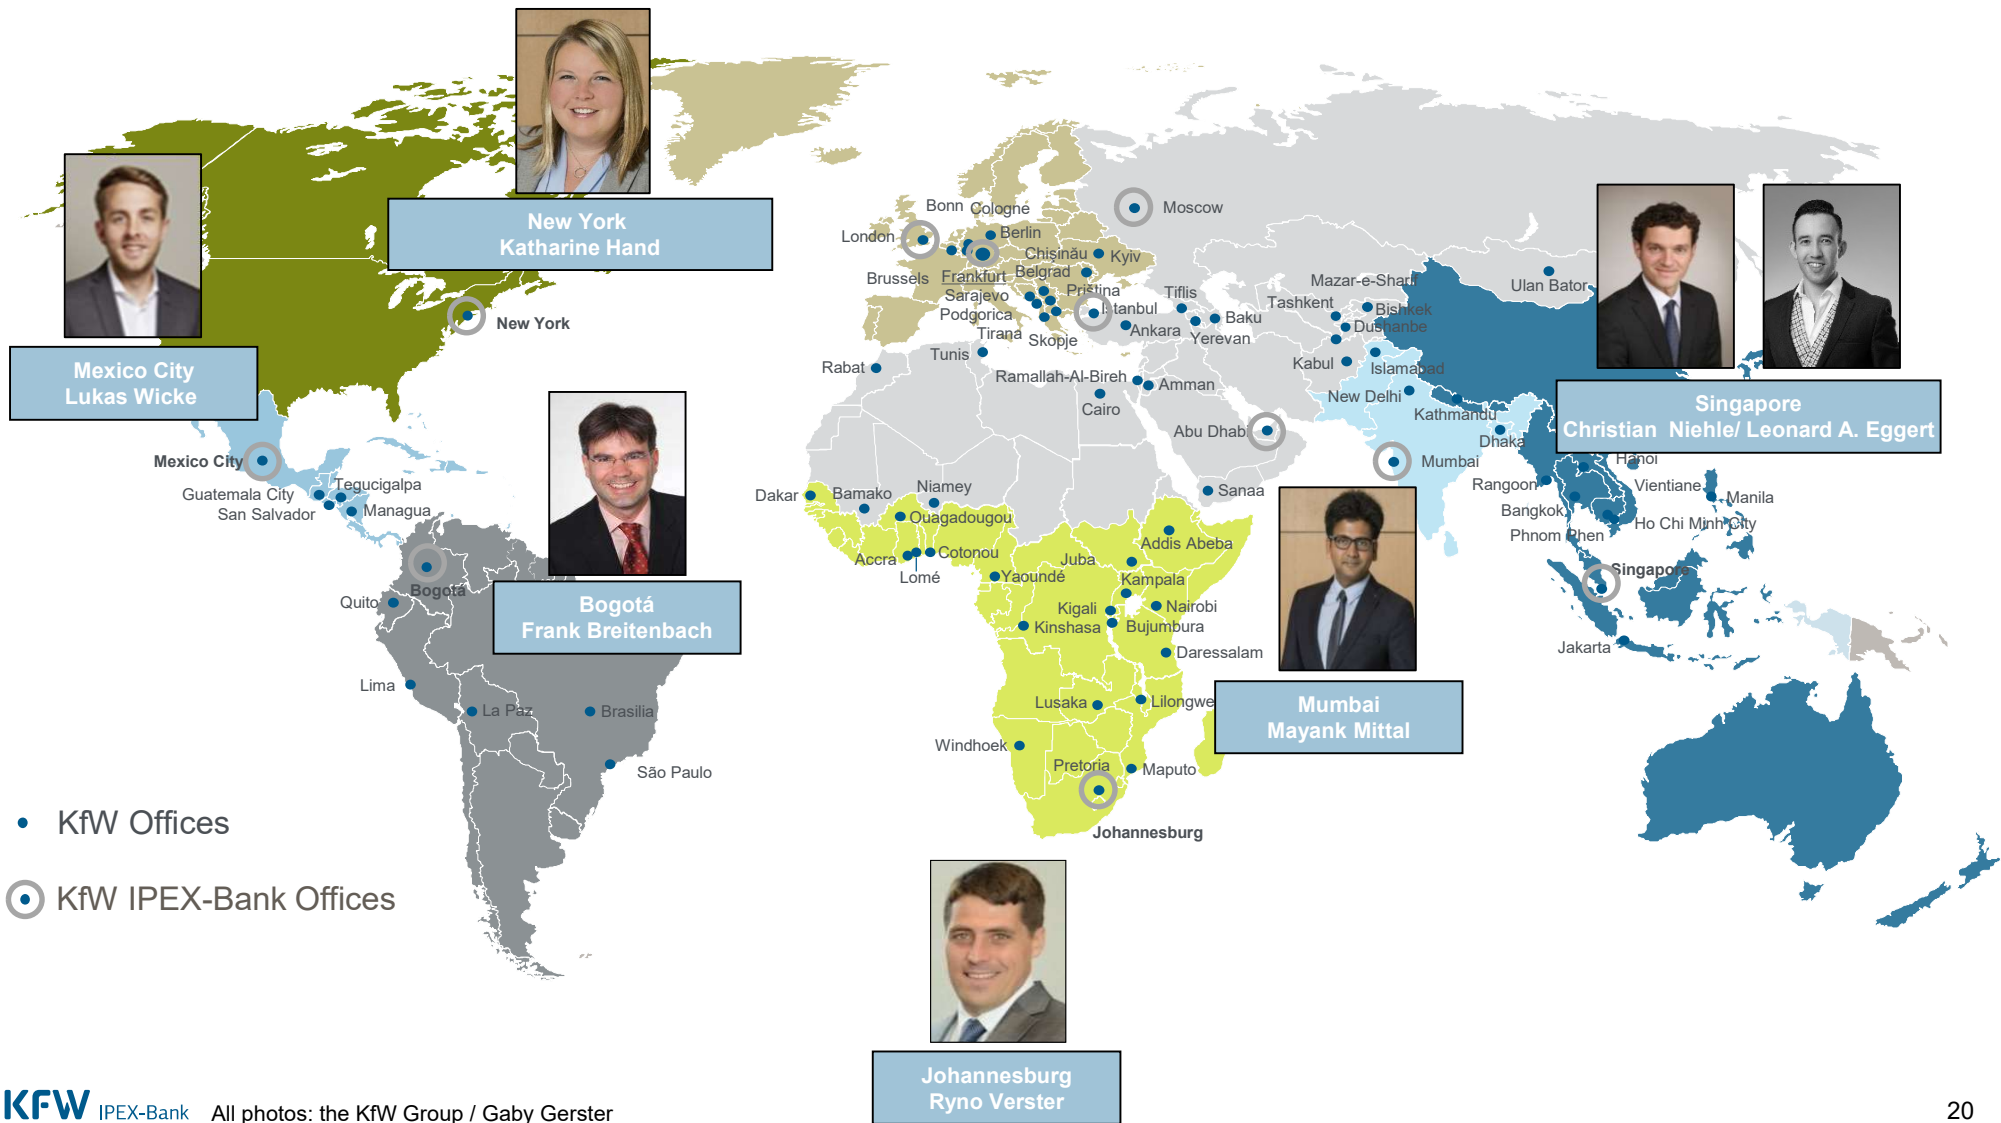 New York
Katharine Hand
Mexico City
Lukas Wicke
Bogotá
Frank Breitenbach
Singapore
Christian Niehle/ Leonard A. Eggert
Mumbai
Mayank Mittal
Johannesburg
Ryno Verster
New York
Mexico City
Guatemala City
Tegucigalpa
San Salvador
Managua
Bogotá
Quito
Lima
La Paz
Brasilia
São Paulo
Bonn
Cologne
London
Berlin
Moscow
Brussels
Frankfurt
Chişinău
Kyiv
Belgrad
Sarajevo
Priština
Podgorica
Istanbul
Tirana
Skopje
Ankara
Tiflis
Baku
Yerevan
Mazar-e-Sharif
Tashkent
Bishkek
Dushanbe
Ulan Bator
Kabul
Islamabad
New Delhi
Kathmandu
Dhaka
Mumbai
Rabat
Tunis
Ramallah-Al-Bireh
Amman
Cairo
Abu Dhabi
Sanaa
Dakar
Bamako
Niamey
Ouagadougou
Accra
Lomé
Cotonou
Yaoundé
Juba
Addis Abeba
Kampala
Kigali
Nairobi
Kinshasa
Bujumbura
Daressalam
Lusaka
Lilongwe
Windhoek
Pretoria
Maputo
Johannesburg
Hanoi
Rangoon
Vientiane
Manila
Bangkok
Ho Chi Minh City
Phnom Phen
Singapore
Jakarta
KfW Offices
KfW IPEX-Bank Offices
KFW IPEX-Bank
All photos: the KfW Group / Gaby Gerster
20